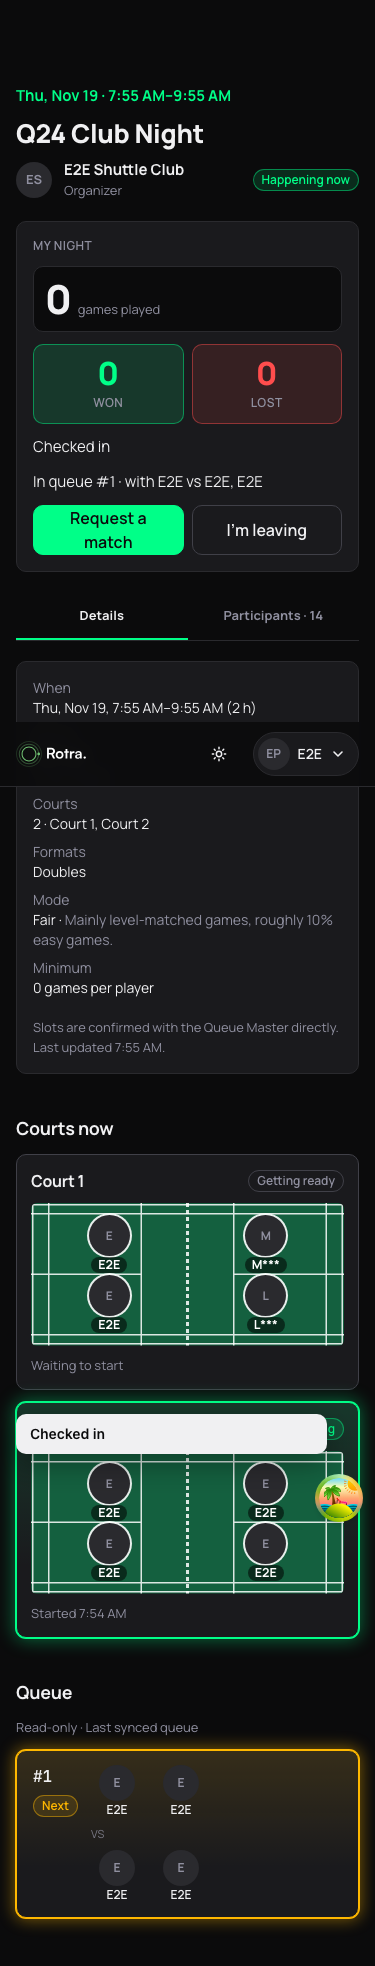 Thu, Nov 19 · 7:55 AM–9:55 AM
Q24 Club Night
ES
E2E Shuttle Club
Organizer
Happening now
MY NIGHT
0 games played
0
WON
0
LOST
Checked in
In queue #1 · with E2E vs E2E, E2E
Request a
match
I'm leaving
Details
Participants · 14
When
Thu, Nov 19, 7:55 AM–9:55 AM (2 h)
Rotra.
EP
E2E
Courts
2 · Court 1, Court 2
Formats
Doubles
Mode
Fair · Mainly level-matched games, roughly 10%
easy games.
Minimum
0 games per player
Slots are confirmed with the Queue Master directly.
Last updated 7:55 AM.
Courts now
Court 1
Getting ready
E
E2E
M
M***
E
E2E
L
L***
Waiting to start
Checked in
g
E
E2E
E
E2E
E
E2E
E
E2E
Started 7:54 AM
Queue
Read-only · Last synced queue
#1
Next
E
E2E
E
E2E
VS
E
E2E
E
E2E